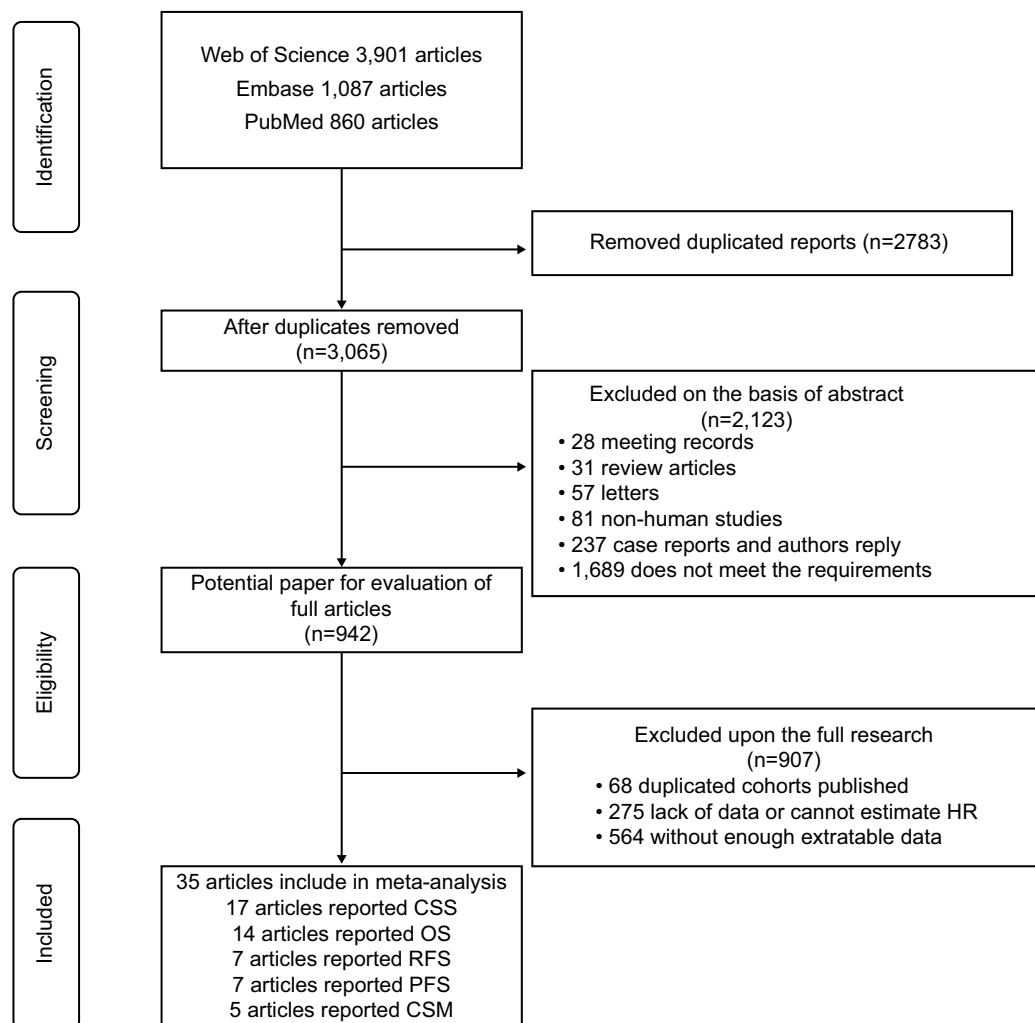 Identification
Web of Science 3,901 articles
Embase 1,087 articles
PubMed 860 articles
Removed duplicated reports (n=2783)
Screening
After duplicates removed
(n=3,065)
Excluded on the basis of abstract
(n=2,123)
• 28 meeting records
• 31 review articles
• 57 letters
• 81 non-human studies
• 237 case reports and authors reply
• 1,689 does not meet the requirements
Eligibility
Potential paper for evaluation of
full articles
(n=942)
Excluded upon the full research
(n=907)
• 68 duplicated cohorts published
• 275 lack of data or cannot estimate HR
• 564 without enough extratable data
Included
35 articles include in meta-analysis
17 articles reported CSS
14 articles reported OS
7 articles reported RFS
7 articles reported PFS
5 articles reported CSM